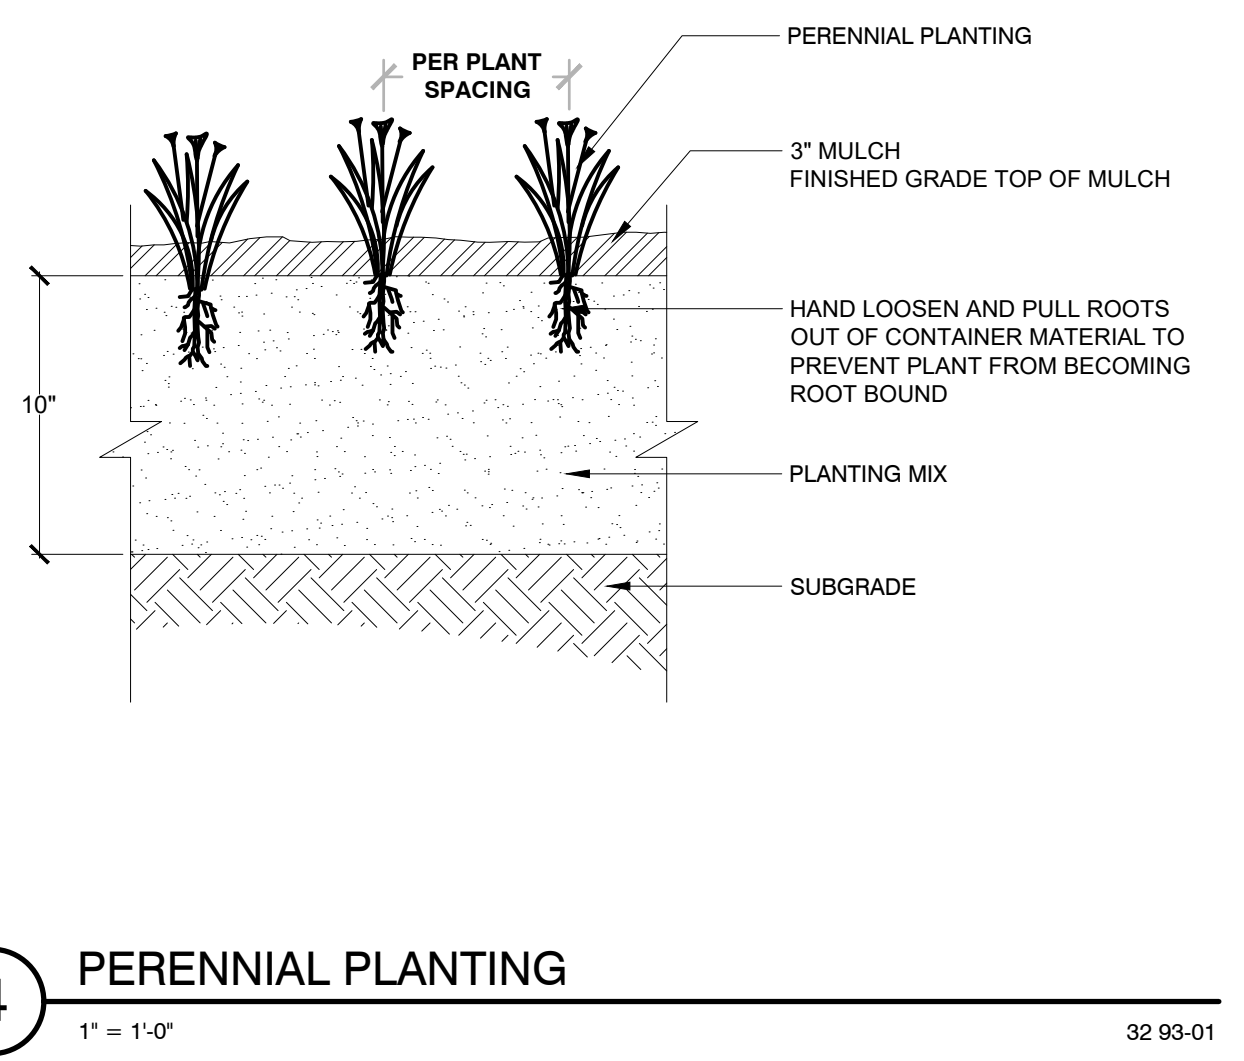 PERENNIAL PLANTING
PER PLANT
SPACING
3" MULCH
FINISHED GRADE TOP OF MULCH
HAND LOOSEN AND PULL ROOTS
OUT OF CONTAINER MATERIAL TO
PREVENT PLANT FROM BECOMING
ROOT BOUND
10"
PLANTING MIX
SUBGRADE
4
PERENNIAL PLANTING
1" = 1'-0"
32 93-01